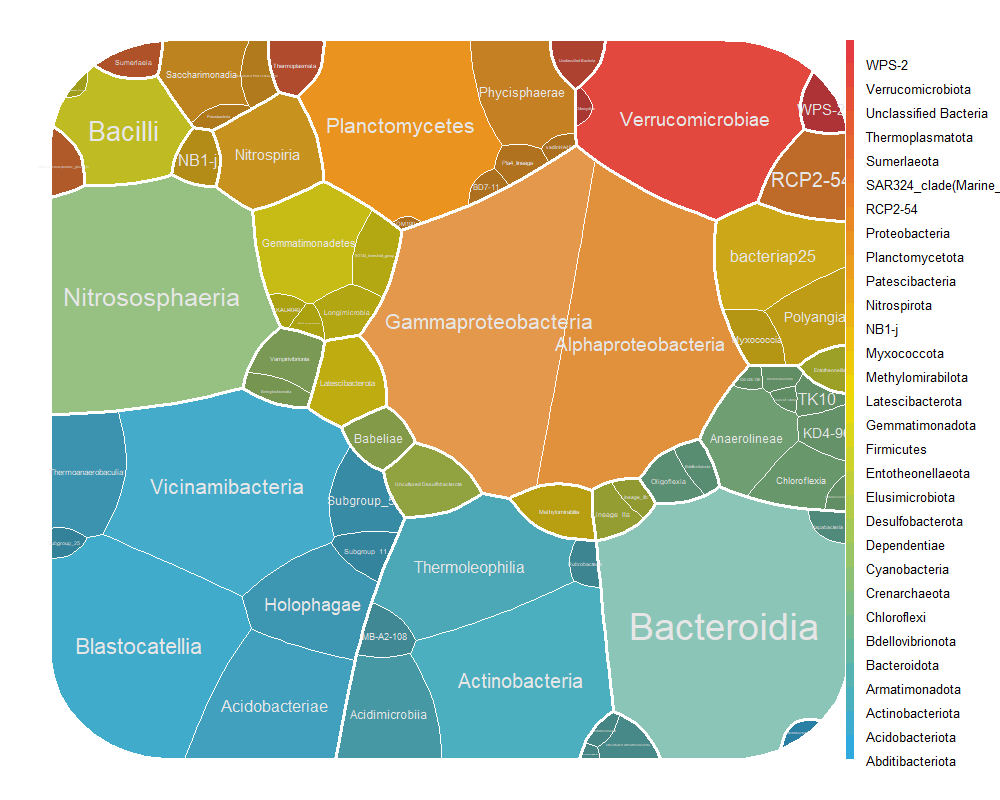 Sumerlaeia
Saccharimonadia
Thermoplasmata
Phycisphaerae
Verrucomicrobiae
WPS-2
Bacilli
Planctomycetes
NB1-j
Nitrospiria
Pla4_lineage
BD7-11
RCP2-54
Nitrososphaeria
Gemmatimonadetes
Longimicrobia
Gammaproteobacteria
Alphaproteobacteria
bacteriap25
Polyangia
Myxococcia
Vampirivibrionia
Latescibacterota
Babeliae
Uncultured Desulfobacterota
Anaerolineae
TK10
KD4-96
Chloroflexia
Oligoflexia
Methylomirabilia
Lineage_IIa
Thermoanaerobaculia
Vicinamibacteria
Subgroup_5
Subgroup_11
Subgroup_25
Holophagae
Blastocatellia
Acidobacteriae
Thermoleophilia
MB-A2-108
Actinobacteria
Acidimicrobiia
Bacteroidia
WPS-2
Verrucomicrobiota
Unclassified Bacteria
Thermoplasmatota
Sumerlaeota
SAR324_clade(Marine_
RCP2-54
Proteobacteria
Planctomycetota
Patescibacteria
Nitrospirota
NB1-j
Myxococcota
Methylomirabilota
Latescibacterota
Gemmatimonadota
Firmicutes
Entotheonellaeota
Elusimicrobiota
Desulfobacterota
Dependentiae
Cyanobacteria
Crenarchaeota
Chloroflexi
Bdellovibrionota
Bacteroidota
Armatimonadota
Actinobacteriota
Acidobacteriota
Abditibacteriota